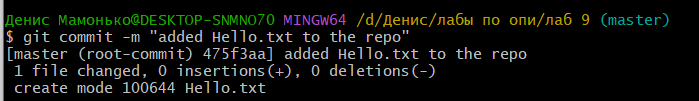 Денис Мамонько@DESKTOP-SNMNO7O MINGW64 /d/Денис/лабы по опи/лаб 9 (master)
$ git commit -m "added Hello.txt to the repo"
[master (root-commit) 475f3aa] added Hello.txt to the repo
 1 file changed, 0 insertions(+), 0 deletions(-)
 create mode 100644 Hello.txt